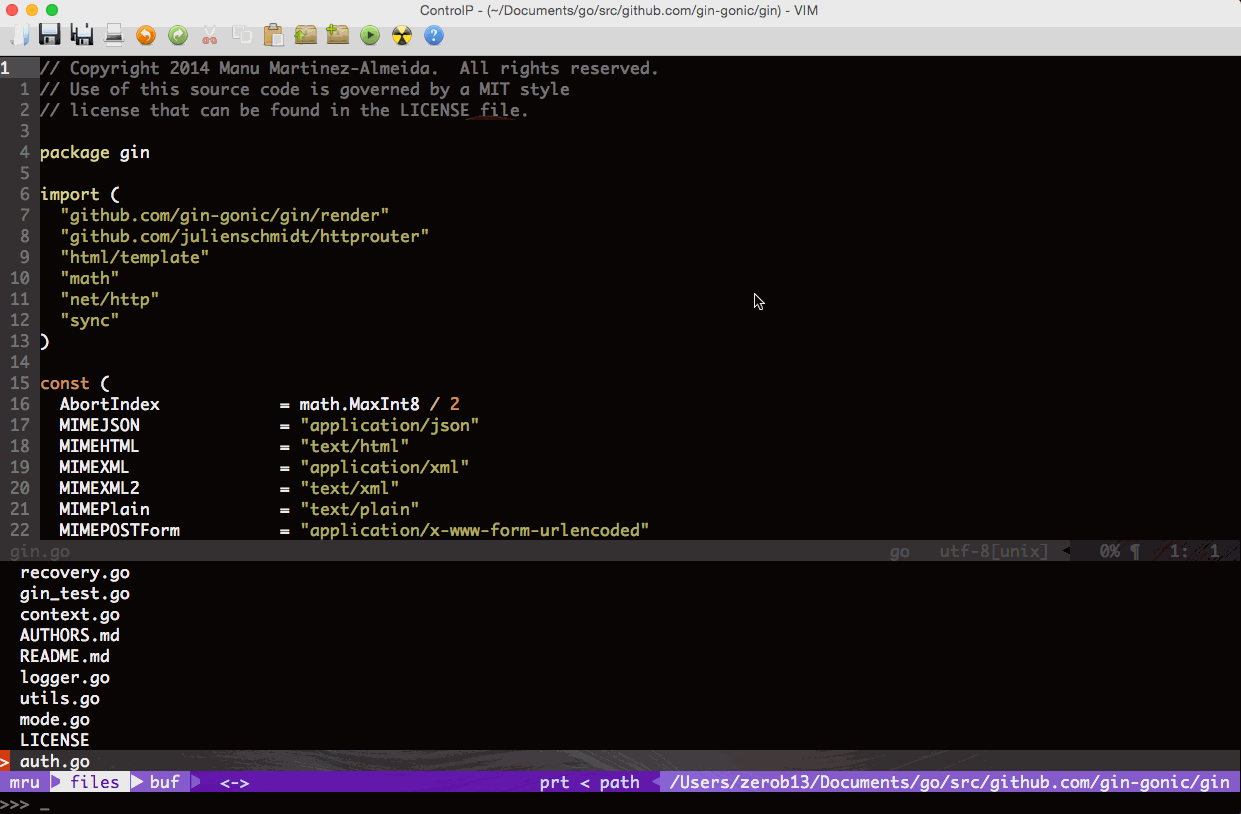 ControlP - (~/Documents/go/src/github.com/gin-gonic/gin) - VIM
1 // Copyright 2014 Manu Martinez-Almeida.  All rights reserved.
1 // Use of this source code is governed by a MIT style
2 // license that can be found in the LICENSE file.
3
4 package gin
5
6 import (
7   "github.com/gin-gonic/gin/render"
8   "github.com/julienschmidt/httprouter"
9   "html/template"
10   "math"
11   "net/http"
12   "sync"
13 )
14
15 const (
16   AbortIndex            = math.MaxInt8 / 2
17   MIMEJSON              = "application/json"
18   MIMEHTML              = "text/html"
19   MIMEXML               = "application/xml"
20   MIMEXML2              = "text/xml"
21   MIMEPlain             = "text/plain"
22   MIMEPOSTForm          = "application/x-www-form-urlencoded"
gin.go go utf-8[unix] 0% ¶ 1: 1
recovery.go
gin_test.go
context.go
AUTHORS.md
README.md
logger.go
utils.go
mode.go
LICENSE
> auth.go
mru files buf <-> prt < path /Users/zerob13/Documents/go/src/github.com/gin-gonic/gin
>>> _